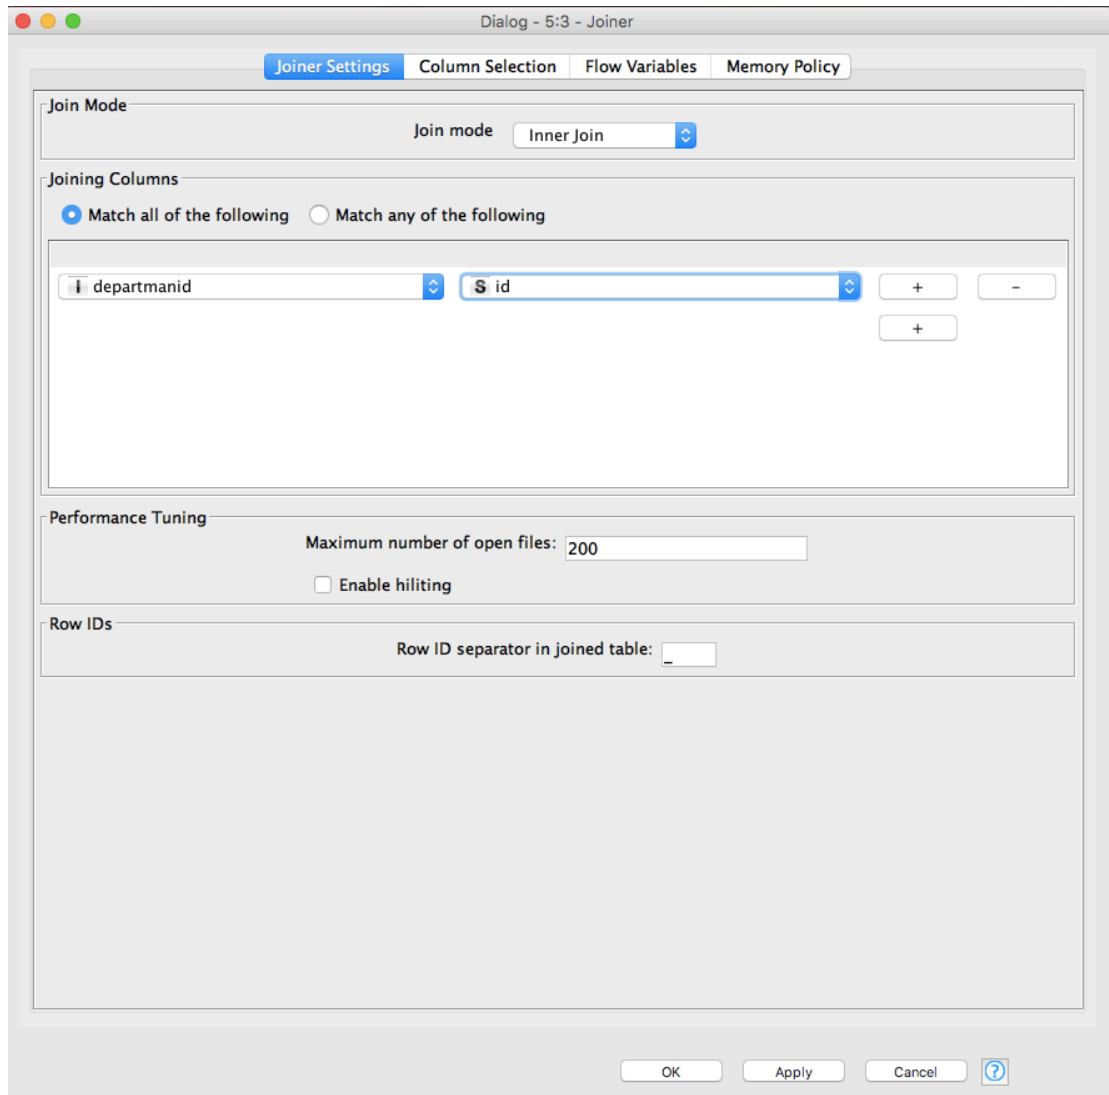 Dialog - 5:3 - Joiner
Joiner Settings Column Selection Flow Variables Memory Policy
Join Mode
Join mode Inner Join
Joining Columns
Match all of the following Match any of the following
I departmanid S id + -
+
Performance Tuning
Maximum number of open files: 200
Enable hiliting
Row IDs
Row ID separator in joined table: _
OK Apply Cancel ?